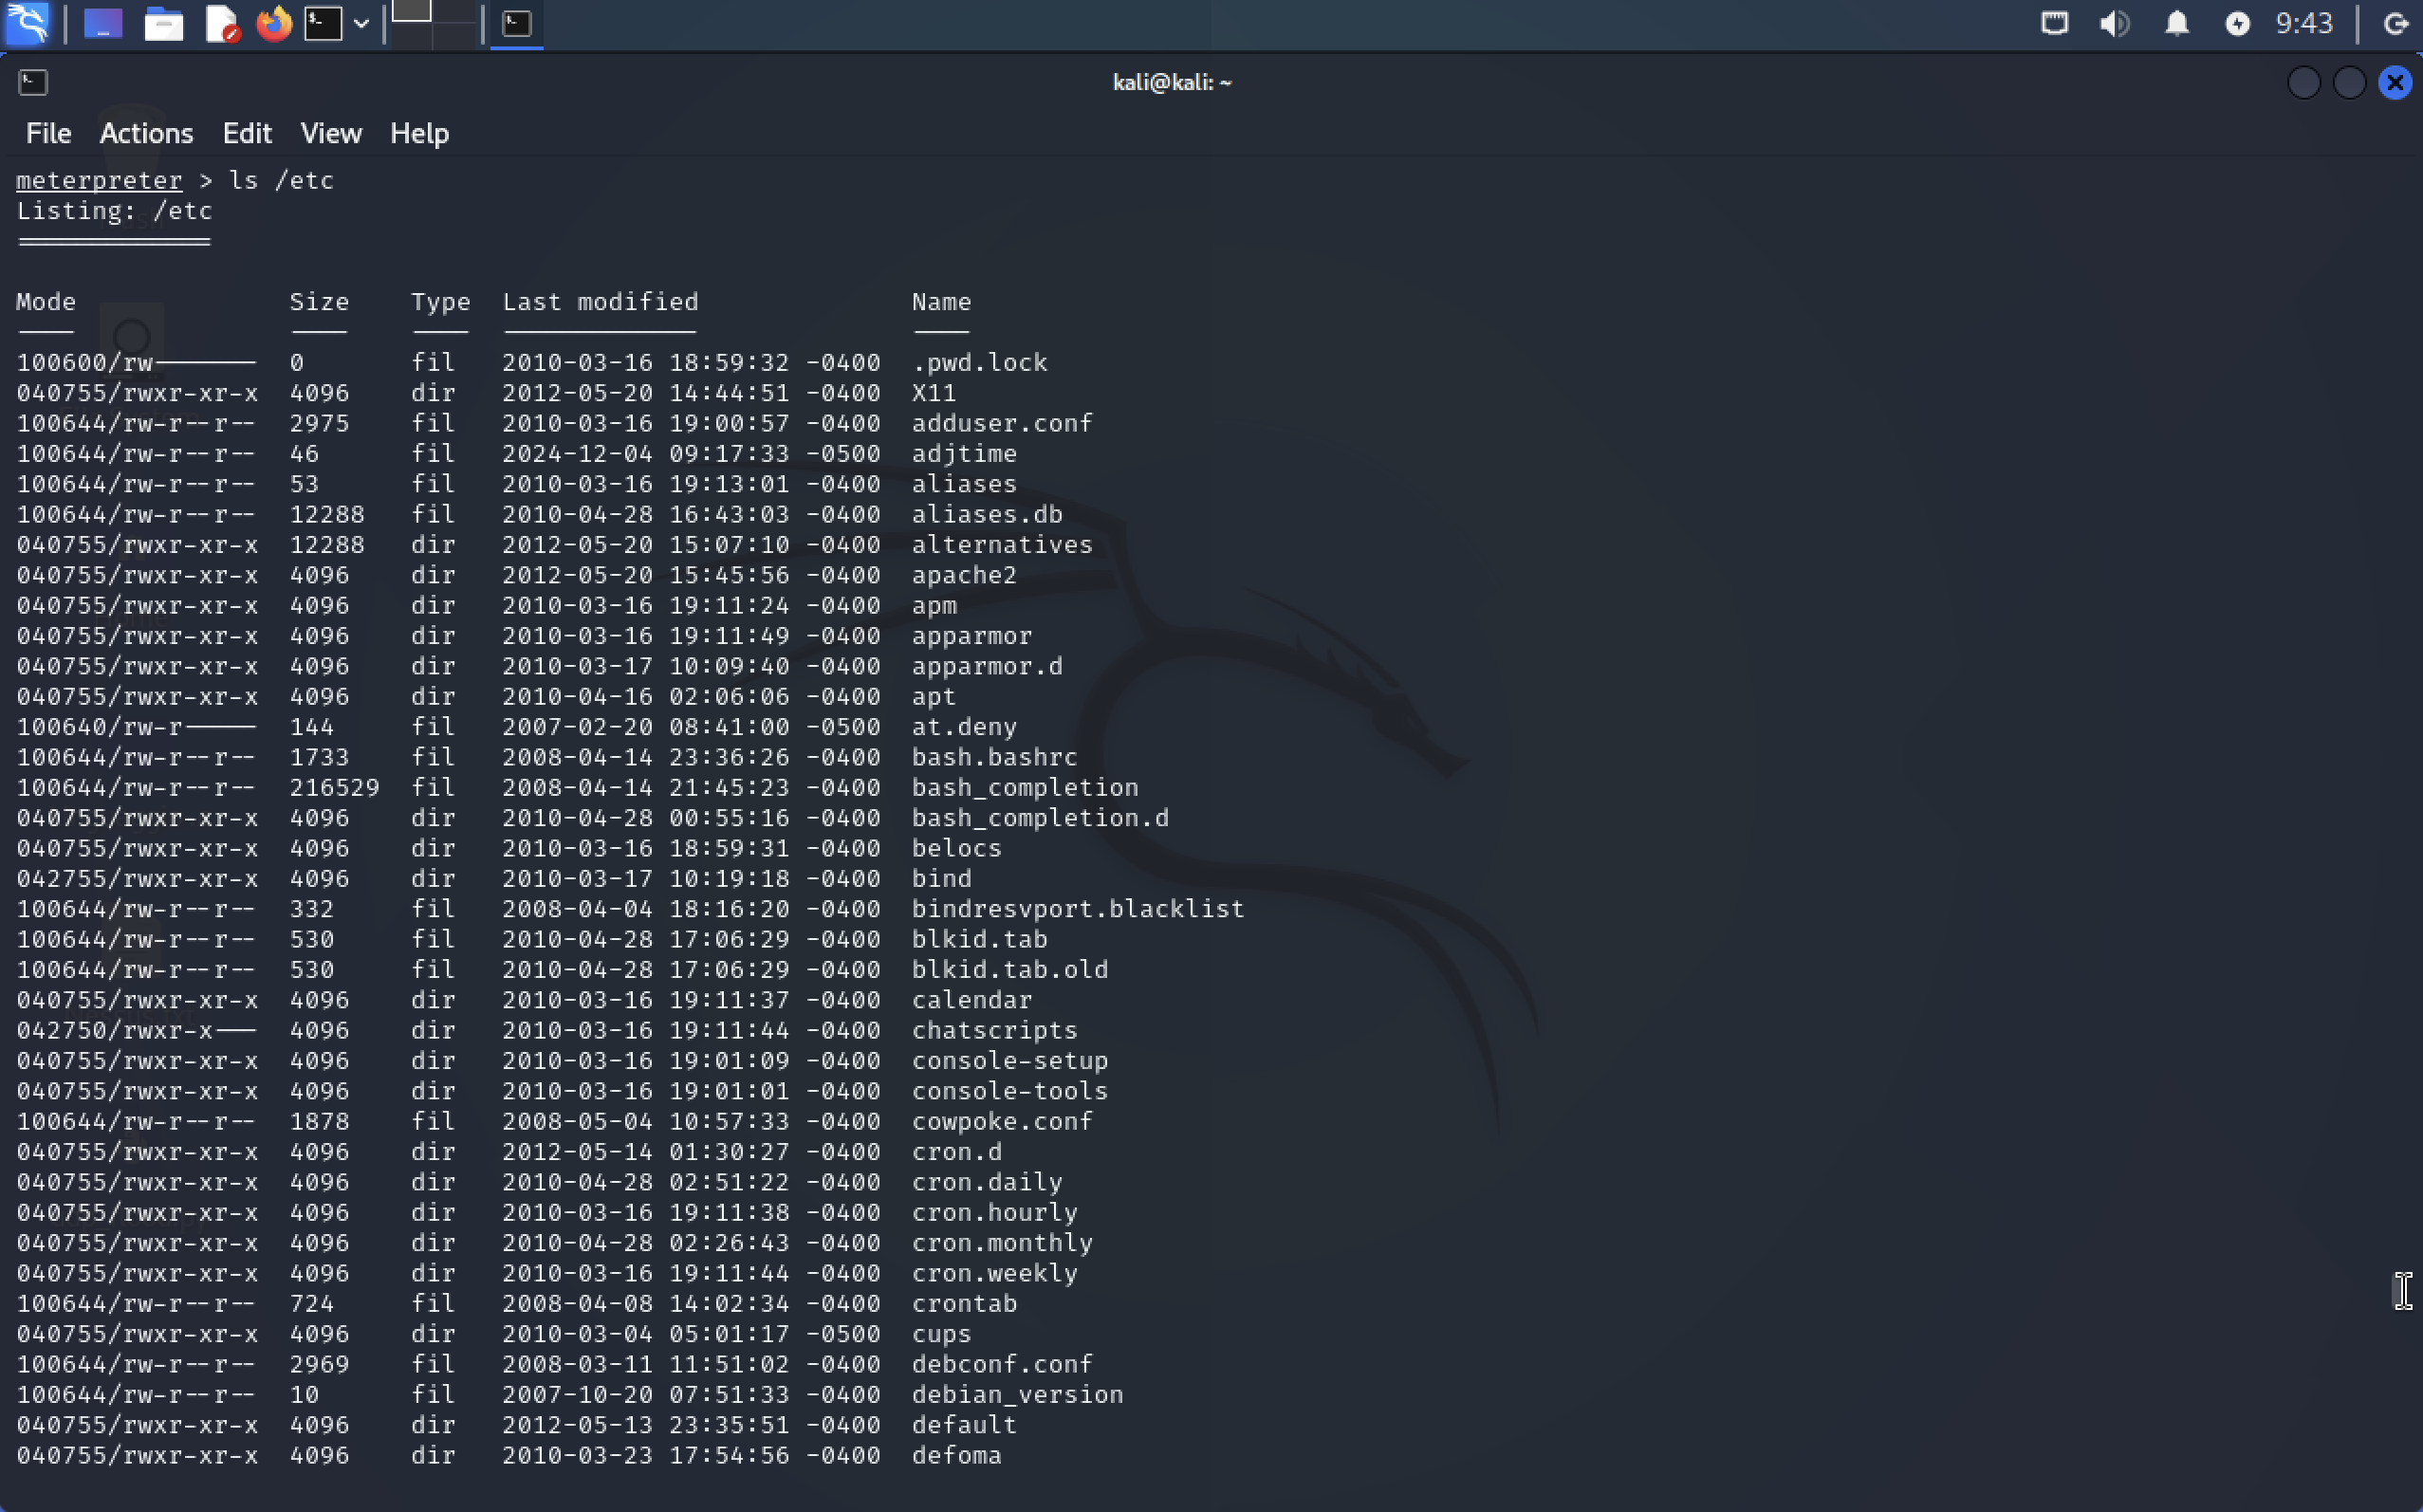 9:43
kali@kali: ~
File Actions Edit View Help
meterpreter > ls /etc
Listing: /etc
=============
Mode Size Type Last modified Name
---- ---- ---- ------------- ----
100600/rw------- 0 fil 2010-03-16 18:59:32 -0400 .pwd.lock
040755/rwxr-xr-x 4096 dir 2012-05-20 14:44:51 -0400 X11
100644/rw-r--r-- 2975 fil 2010-03-16 19:00:57 -0400 adduser.conf
100644/rw-r--r-- 46 fil 2024-12-04 09:17:33 -0500 adjtime
100644/rw-r--r-- 53 fil 2010-03-16 19:13:01 -0400 aliases
100644/rw-r--r-- 12288 fil 2010-04-28 16:43:03 -0400 aliases.db
040755/rwxr-xr-x 12288 dir 2012-05-20 15:07:10 -0400 alternatives
040755/rwxr-xr-x 4096 dir 2012-05-20 15:45:56 -0400 apache2
040755/rwxr-xr-x 4096 dir 2010-03-16 19:11:24 -0400 apm
040755/rwxr-xr-x 4096 dir 2010-03-16 19:11:49 -0400 apparmor
040755/rwxr-xr-x 4096 dir 2010-03-17 10:09:40 -0400 apparmor.d
040755/rwxr-xr-x 4096 dir 2010-04-16 02:06:06 -0400 apt
100640/rw-r----- 144 fil 2007-02-20 08:41:00 -0500 at.deny
100644/rw-r--r-- 1733 fil 2008-04-14 23:36:26 -0400 bash.bashrc
100644/rw-r--r-- 216529 fil 2008-04-14 21:45:23 -0400 bash_completion
040755/rwxr-xr-x 4096 dir 2010-04-28 00:55:16 -0400 bash_completion.d
040755/rwxr-xr-x 4096 dir 2010-03-16 18:59:31 -0400 belocs
042755/rwxr-xr-x 4096 dir 2010-03-17 10:19:18 -0400 bind
100644/rw-r--r-- 332 fil 2008-04-04 18:16:20 -0400 bindresvport.blacklist
100644/rw-r--r-- 530 fil 2010-04-28 17:06:29 -0400 blkid.tab
100644/rw-r--r-- 530 fil 2010-04-28 17:06:29 -0400 blkid.tab.old
040755/rwxr-xr-x 4096 dir 2010-03-16 19:11:37 -0400 calendar
042750/rwxr-x--- 4096 dir 2010-03-16 19:11:44 -0400 chatscripts
040755/rwxr-xr-x 4096 dir 2010-03-16 19:01:09 -0400 console-setup
040755/rwxr-xr-x 4096 dir 2010-03-16 19:01:01 -0400 console-tools
100644/rw-r--r-- 1878 fil 2008-05-04 10:57:33 -0400 cowpoke.conf
040755/rwxr-xr-x 4096 dir 2012-05-14 01:30:27 -0400 cron.d
040755/rwxr-xr-x 4096 dir 2010-04-28 02:51:22 -0400 cron.daily
040755/rwxr-xr-x 4096 dir 2010-03-16 19:11:38 -0400 cron.hourly
040755/rwxr-xr-x 4096 dir 2010-04-28 02:26:43 -0400 cron.monthly
040755/rwxr-xr-x 4096 dir 2010-03-16 19:11:44 -0400 cron.weekly
100644/rw-r--r-- 724 fil 2008-04-08 14:02:34 -0400 crontab
040755/rwxr-xr-x 4096 dir 2010-03-04 05:01:17 -0500 cups
100644/rw-r--r-- 2969 fil 2008-03-11 11:51:02 -0400 debconf.conf
100644/rw-r--r-- 10 fil 2007-10-20 07:51:33 -0400 debian_version
040755/rwxr-xr-x 4096 dir 2012-05-13 23:35:51 -0400 default
040755/rwxr-xr-x 4096 dir 2010-03-23 17:54:56 -0400 defoma